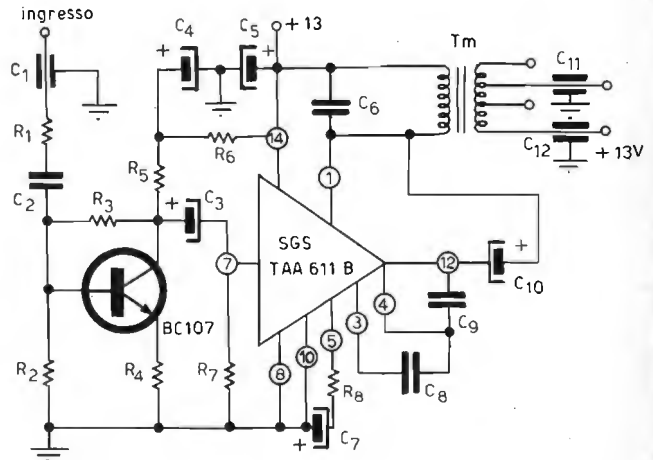 ingresso
+ 13
C4
C5
Tm
+
+
C11
C1
C6
R1
14
C12
R6
+ 13V
R5
1
C2
R3
+
C3
SGS
TAA 611 B
7
12
+
4
C10
BC107
3
C9
5
10
R2
R4
R7
8
R8
C8
+
C7